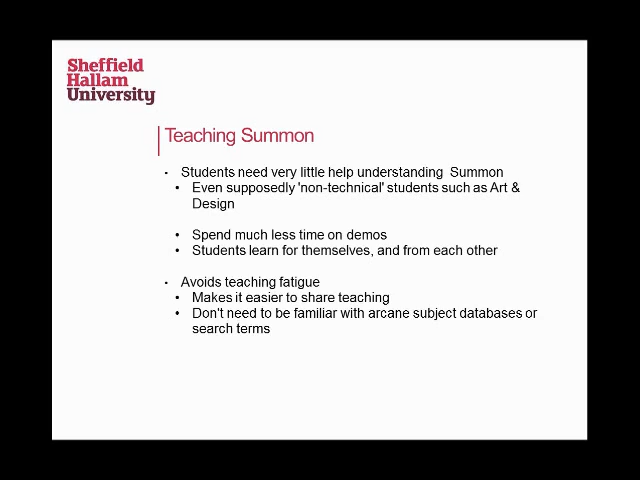 Sheffield
Hallam
University
Teaching Summon
• Students need very little help understanding Summon
• Even supposedly 'non-technical' students such as Art &
Design
• Spend much less time on demos
• Students learn for themselves, and from each other
• Avoids teaching fatigue
• Makes it easier to share teaching
• Don't need to be familiar with arcane subject databases or
search terms